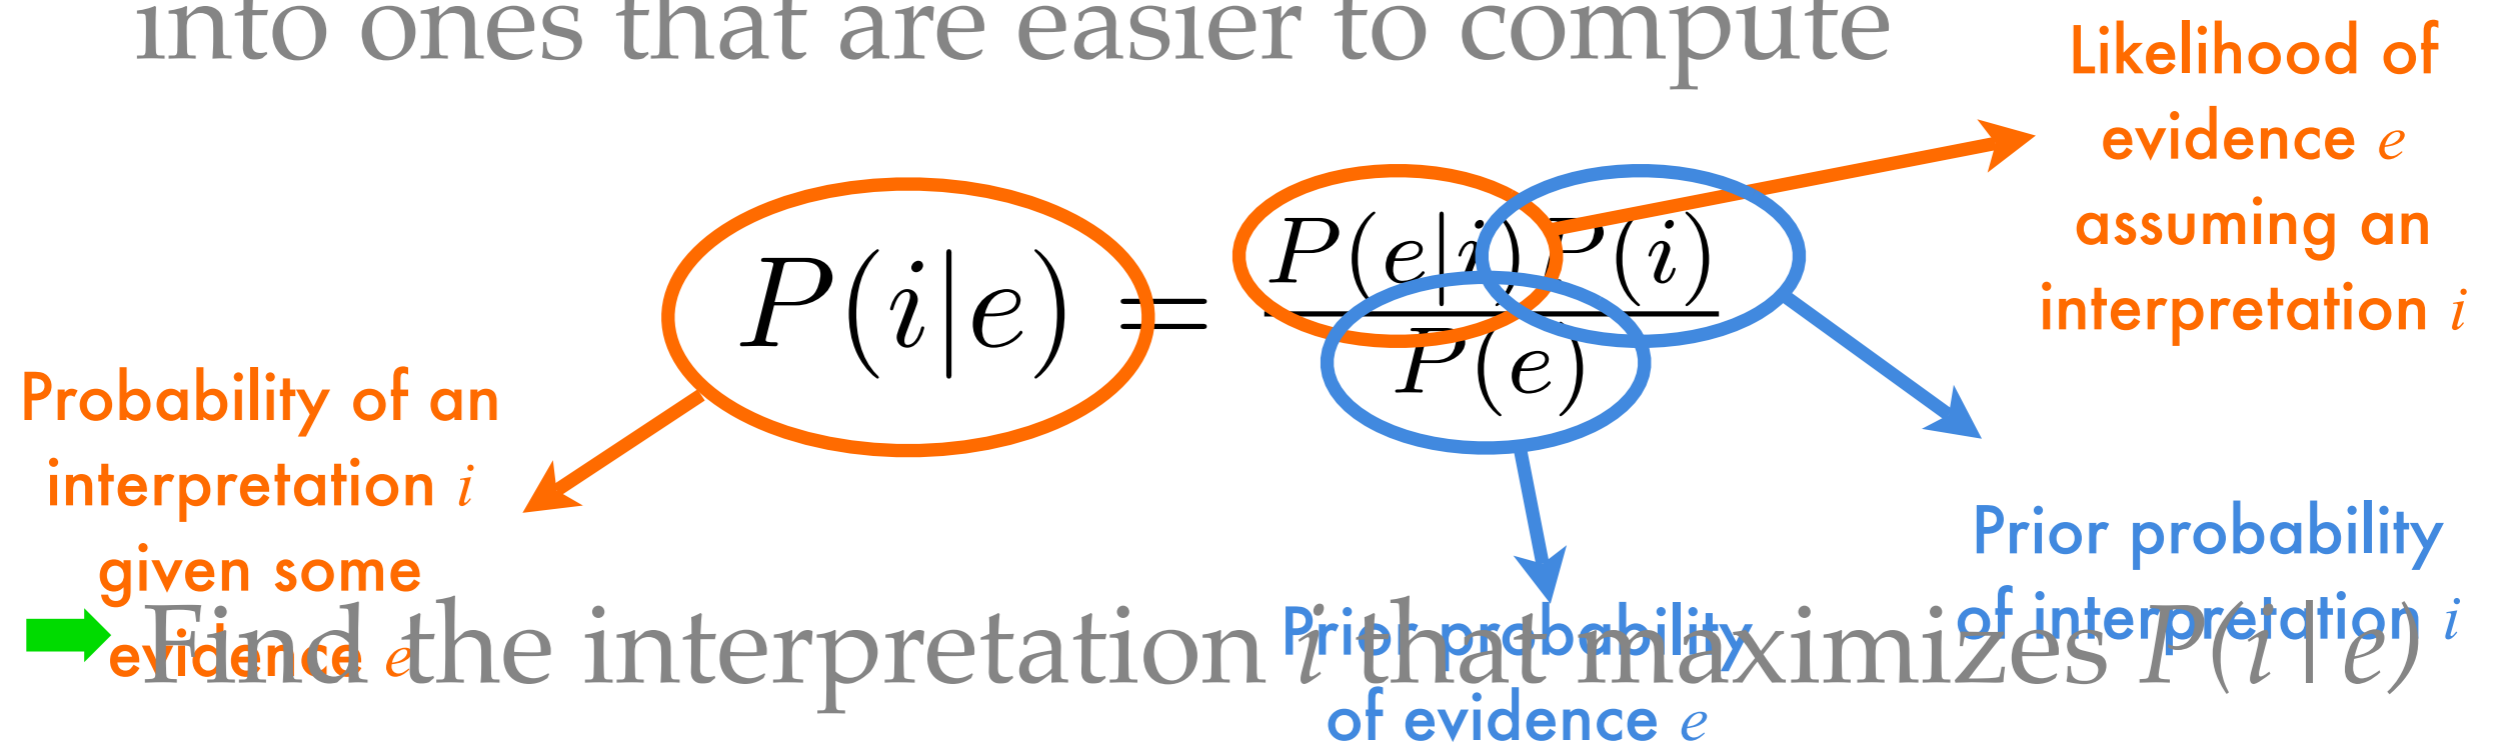 into ones that are easier to compute
Likelihood of
evidence e
assuming an
interpretation i
P(i|e) = P(e|i) P(i) / P(e)
Probability of an
interpretation i
given some
evidence e
Prior probability
of interpretation i
Prior probability
of evidence e
Find the interpretation i that maximizes P(i|e)